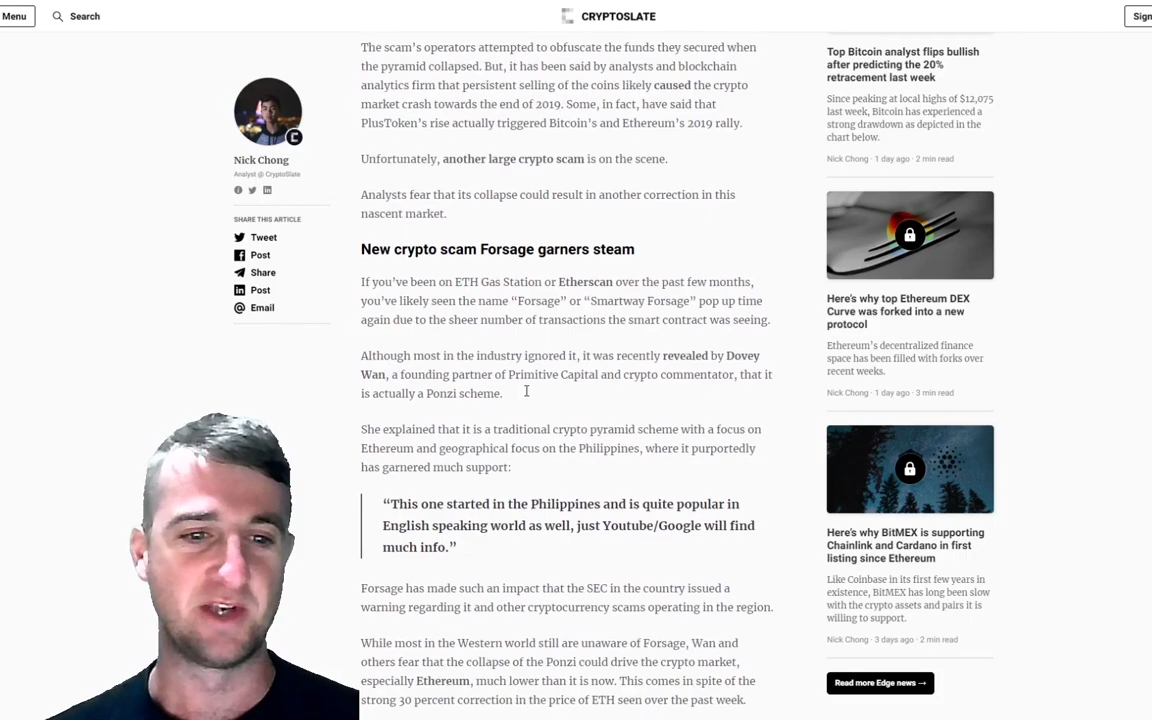 Menu
Search
CRYPTOSLATE
Sign
The scam's operators attempted to obfuscate the funds they secured when
the pyramid collapsed. But, it has been said by analysts and blockchain
analytics firm that persistent selling of the coins likely caused the crypto
market crash towards the end of 2019. Some, in fact, have said that
PlusToken's rise actually triggered Bitcoin's and Ethereum's 2019 rally.
Unfortunately, another large crypto scam is on the scene.
Analysts fear that its collapse could result in another correction in this
nascent market.
New crypto scam Forsage garners steam
If you've been on ETH Gas Station or Etherscan over the past few months,
you've likely seen the name “Forsage” or “Smartway Forsage” pop up time
again due to the sheer number of transactions the smart contract was seeing.
Although most in the industry ignored it, it was recently revealed by Dovey
Wan, a founding partner of Primitive Capital and crypto commentator, that it
is actually a Ponzi scheme.
She explained that it is a traditional crypto pyramid scheme with a focus on
Ethereum and geographical focus on the Philippines, where it purportedly
has garnered much support:
“This one started in the Philippines and is quite popular in
English speaking world as well, just Youtube/Google will find
much info.”
Forsage has made such an impact that the SEC in the country issued a
warning regarding it and other cryptocurrency scams operating in the region.
While most in the Western world still are unaware of Forsage, Wan and
others fear that the collapse of the Ponzi could drive the crypto market,
especially Ethereum, much lower than it is now. This comes in spite of the
strong 30 percent correction in the price of ETH seen over the past week.
Nick Chong
Analyst @ CryptoSlate
SHARE THIS ARTICLE
Tweet
Post
Share
Post
Email
Top Bitcoin analyst flips bullish
after predicting the 20%
retracement last week
Since peaking at local highs of $12,075
last week, Bitcoin has experienced a
strong drawdown as depicted in the
chart below.
Nick Chong · 1 day ago · 2 min read
Here's why top Ethereum DEX
Curve was forked into a new
protocol
Ethereum's decentralized finance
space has been filled with forks over
recent weeks.
Nick Chong · 1 day ago · 3 min read
Here's why BitMEX is supporting
Chainlink and Cardano in first
listing since Ethereum
Like Coinbase in its first few years in
existence, BitMEX has long been slow
with the crypto assets and pairs it is
willing to support.
Nick Chong · 3 days ago · 2 min read
Read more Edge news →